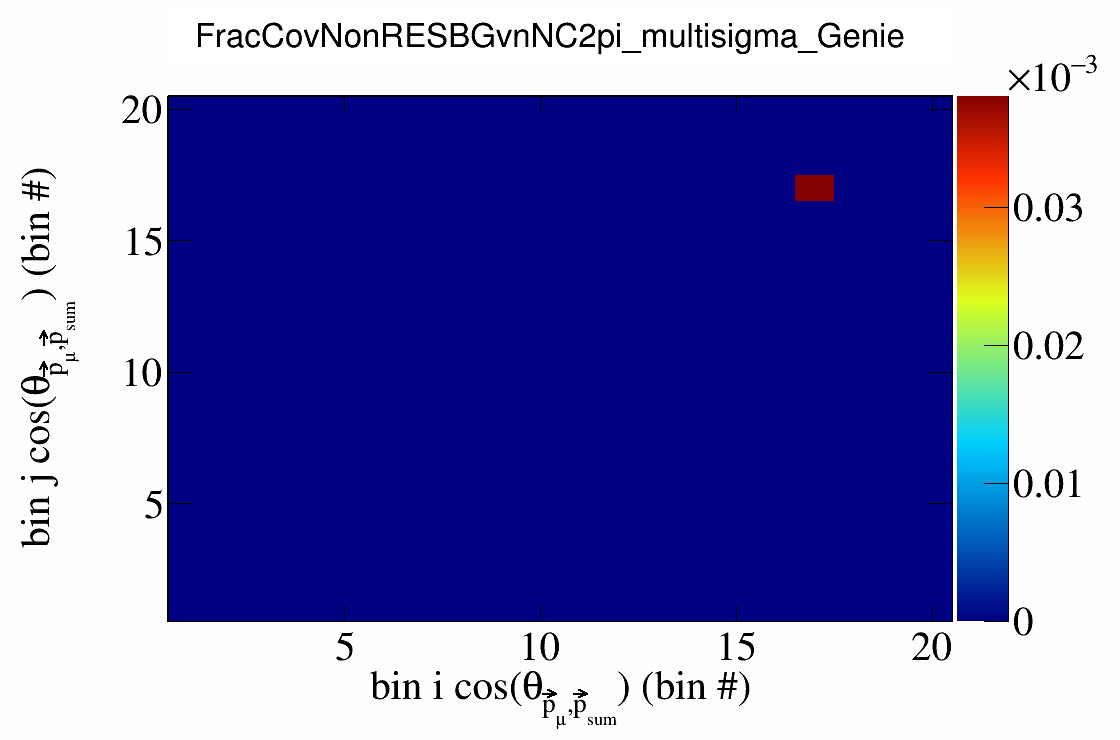 FracCovNonRESBGvnNC2pi_multisigma_Genie
×10⁻³
20
15
10
5
bin j cos(θ p⃗μ,p⃗sum) (bin #)
0.03
0.02
0.01
0
5 10 15 20
bin i cos(θ p⃗μ,p⃗sum) (bin #)